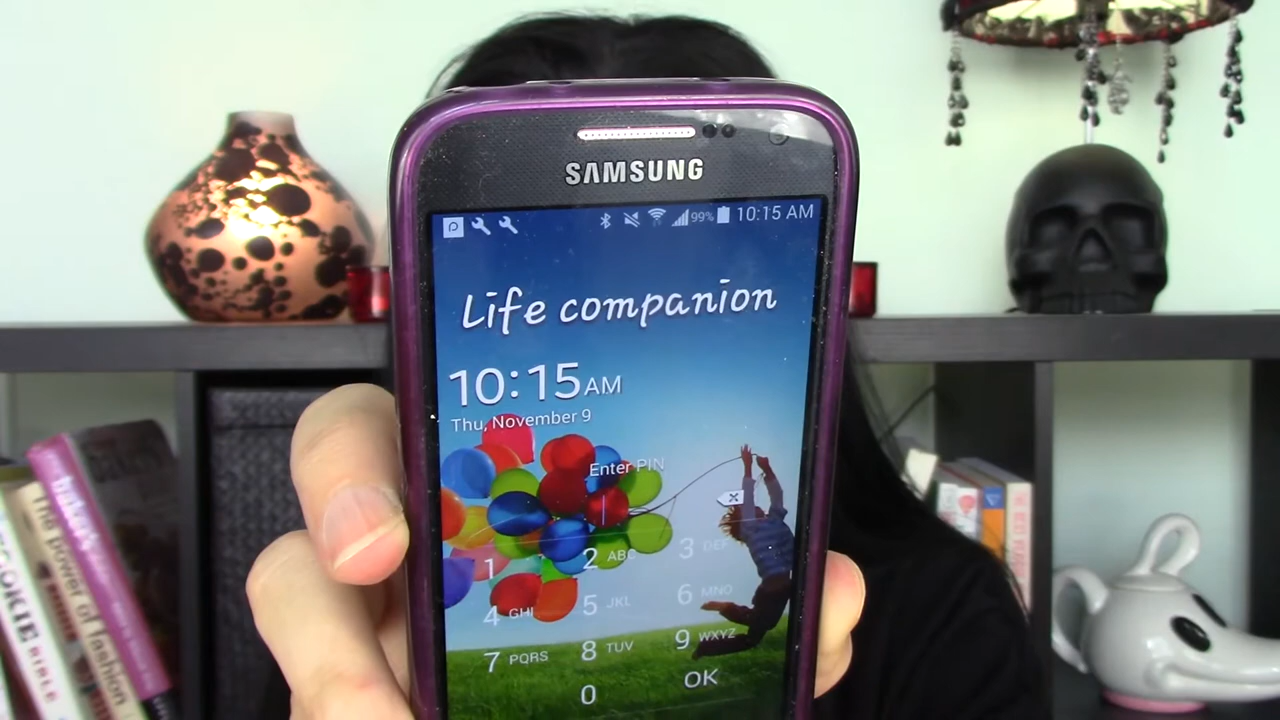 SAMSUNG
99% 10:15 AM
Life companion
10:15 AM
Thu, November 9
Enter PIN
1
2 ABC
3 DEF
4 GHI
5 JKL
6 MNO
7 PQRS
8 TUV
9 WXYZ
0
OK
The power of fashion
COOKIE BIBLE